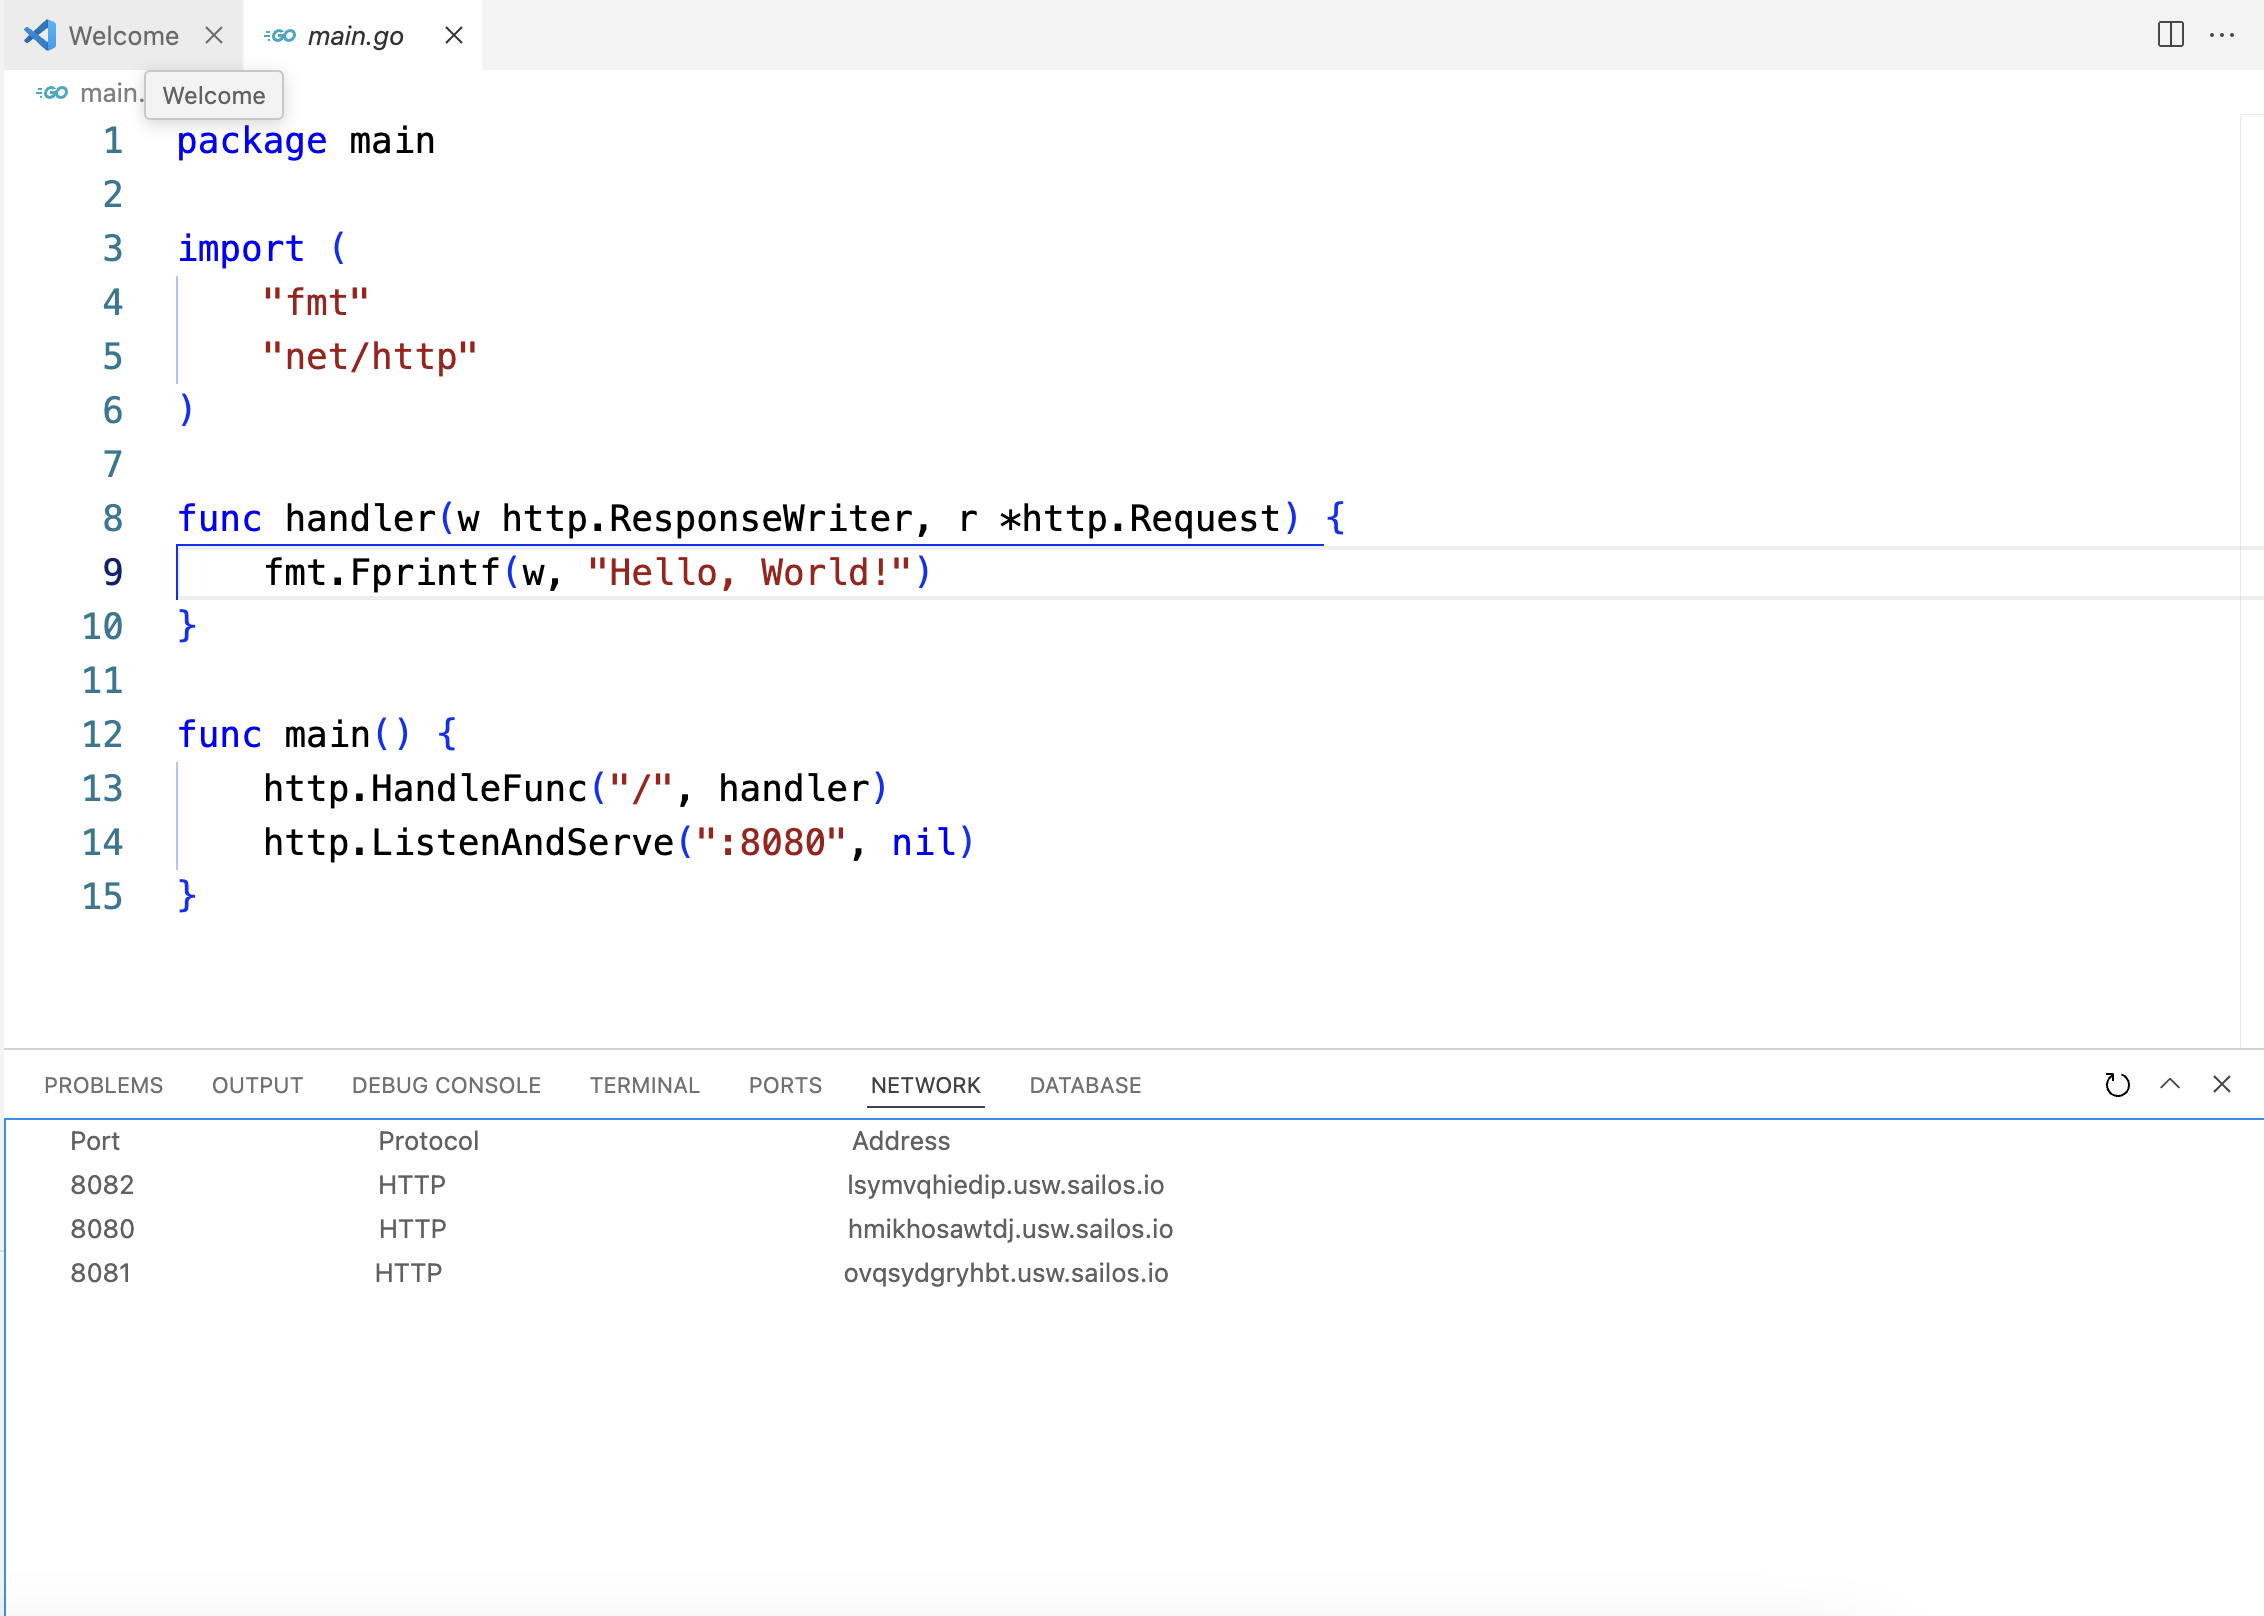 Welcome
GO main.go
GO main.
Welcome
1 package main
2
3 import (
4     "fmt"
5     "net/http"
6 )
7
8 func handler(w http.ResponseWriter, r *http.Request) {
9     fmt.Fprintf(w, "Hello, World!")
10 }
11
12 func main() {
13     http.HandleFunc("/", handler)
14     http.ListenAndServe(":8080", nil)
15 }
PROBLEMS OUTPUT DEBUG CONSOLE TERMINAL PORTS NETWORK DATABASE
Port Protocol Address
8082 HTTP lsymvqhiedip.usw.sailos.io
8080 HTTP hmikhosawtdj.usw.sailos.io
8081 HTTP ovqsydgryhbt.usw.sailos.io